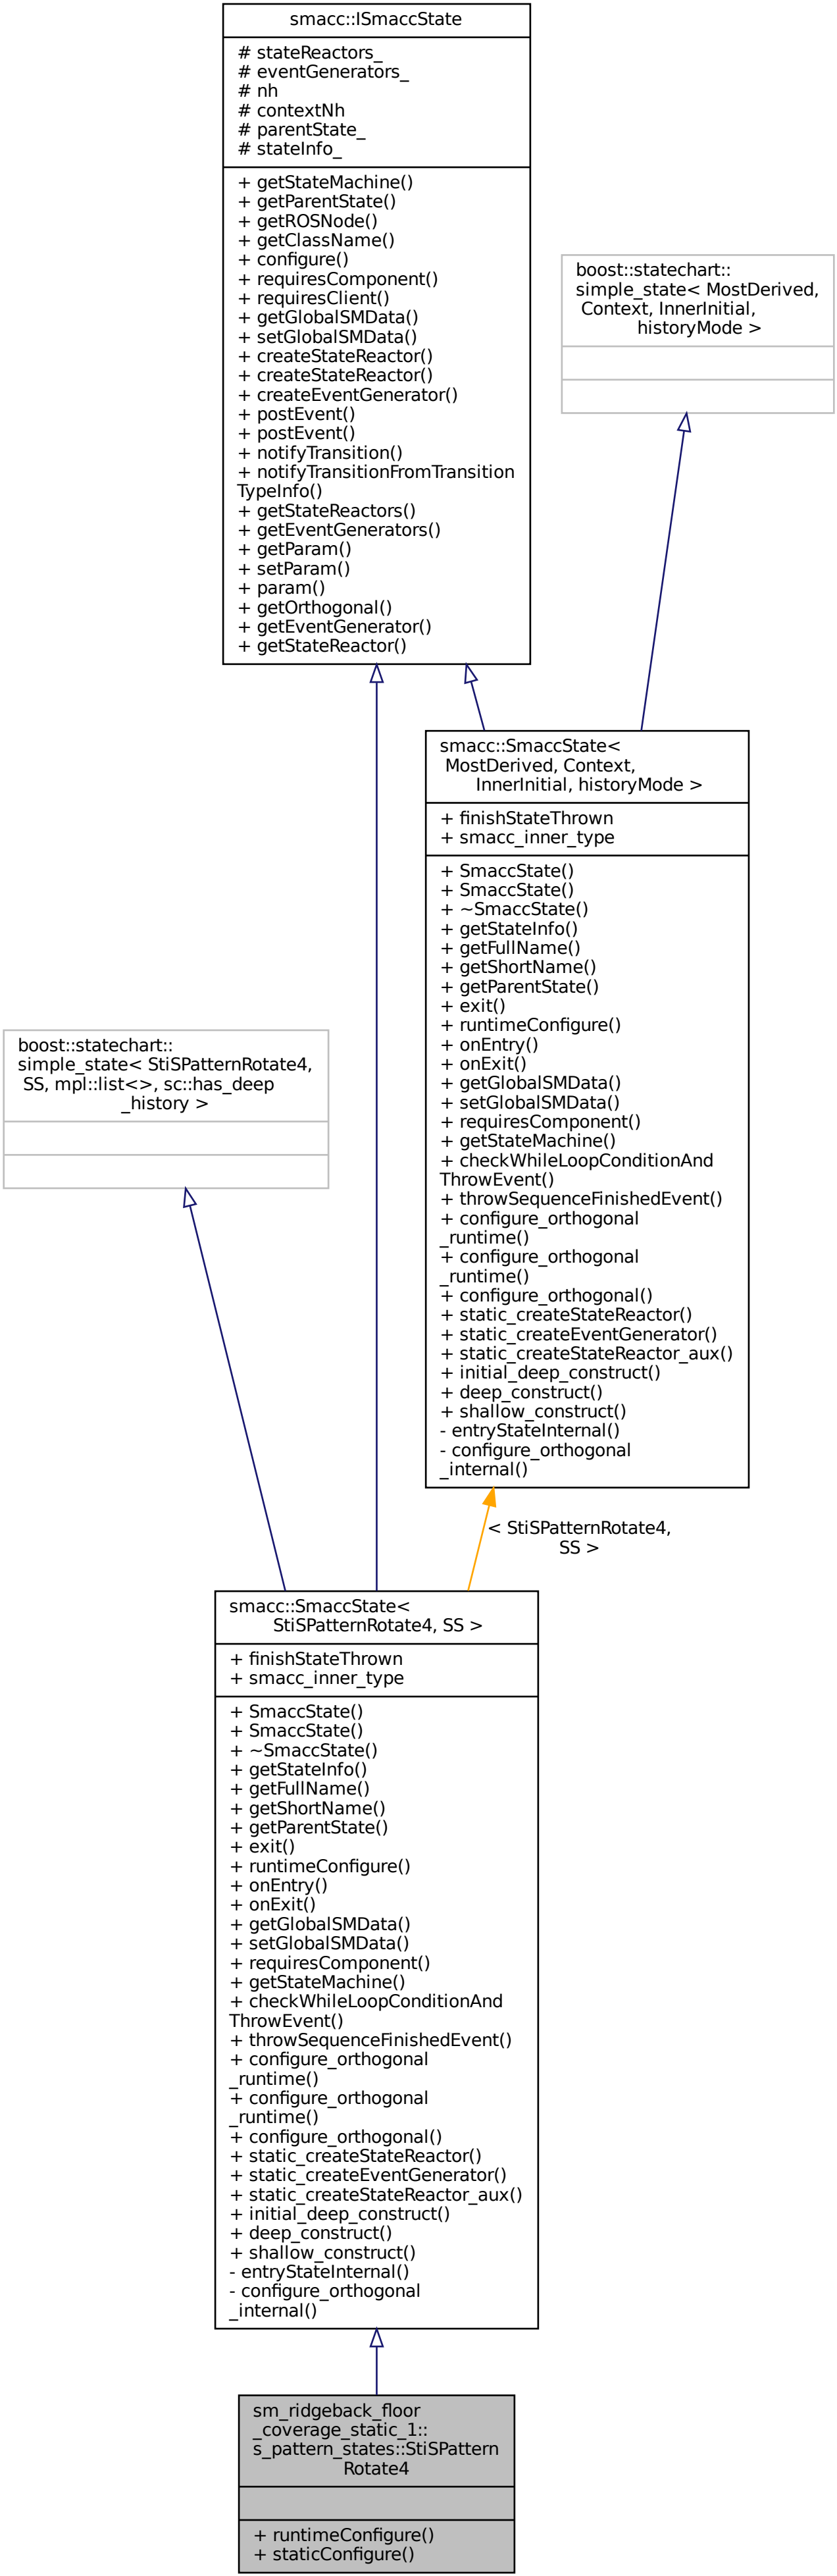 smacc::ISmaccState
# stateReactors_
# eventGenerators_
# nh
# contextNh
# parentState_
# stateInfo_
+ getStateMachine()
+ getParentState()
+ getROSNode()
+ getClassName()
+ configure()
+ requiresComponent()
+ requiresClient()
+ getGlobalSMData()
+ setGlobalSMData()
+ createStateReactor()
+ createStateReactor()
+ createEventGenerator()
+ postEvent()
+ postEvent()
+ notifyTransition()
+ notifyTransitionFromTransition
TypeInfo()
+ getStateReactors()
+ getEventGenerators()
+ getParam()
+ setParam()
+ param()
+ getOrthogonal()
+ getEventGenerator()
+ getStateReactor()
boost::statechart::
simple_state< MostDerived,
Context, InnerInitial,
historyMode >
smacc::SmaccState<
MostDerived, Context,
InnerInitial, historyMode >
+ finishStateThrown
+ smacc_inner_type
+ SmaccState()
+ SmaccState()
+ ~SmaccState()
+ getStateInfo()
+ getFullName()
+ getShortName()
+ getParentState()
+ exit()
+ runtimeConfigure()
+ onEntry()
+ onExit()
+ getGlobalSMData()
+ setGlobalSMData()
+ requiresComponent()
+ getStateMachine()
+ checkWhileLoopConditionAnd
ThrowEvent()
+ throwSequenceFinishedEvent()
+ configure_orthogonal
_runtime()
+ configure_orthogonal
_runtime()
+ configure_orthogonal()
+ static_createStateReactor()
+ static_createEventGenerator()
+ static_createStateReactor_aux()
+ initial_deep_construct()
+ deep_construct()
+ shallow_construct()
- entryStateInternal()
- configure_orthogonal
_internal()
boost::statechart::
simple_state< StiSPatternRotate4,
SS, mpl::list<>, sc::has_deep
_history >
< StiSPatternRotate4,
SS >
smacc::SmaccState<
StiSPatternRotate4, SS >
+ finishStateThrown
+ smacc_inner_type
+ SmaccState()
+ SmaccState()
+ ~SmaccState()
+ getStateInfo()
+ getFullName()
+ getShortName()
+ getParentState()
+ exit()
+ runtimeConfigure()
+ onEntry()
+ onExit()
+ getGlobalSMData()
+ setGlobalSMData()
+ requiresComponent()
+ getStateMachine()
+ checkWhileLoopConditionAnd
ThrowEvent()
+ throwSequenceFinishedEvent()
+ configure_orthogonal
_runtime()
+ configure_orthogonal
_runtime()
+ configure_orthogonal()
+ static_createStateReactor()
+ static_createEventGenerator()
+ static_createStateReactor_aux()
+ initial_deep_construct()
+ deep_construct()
+ shallow_construct()
- entryStateInternal()
- configure_orthogonal
_internal()
sm_ridgeback_floor
_coverage_static_1::
s_pattern_states::StiSPattern
Rotate4
+ runtimeConfigure()
+ staticConfigure()